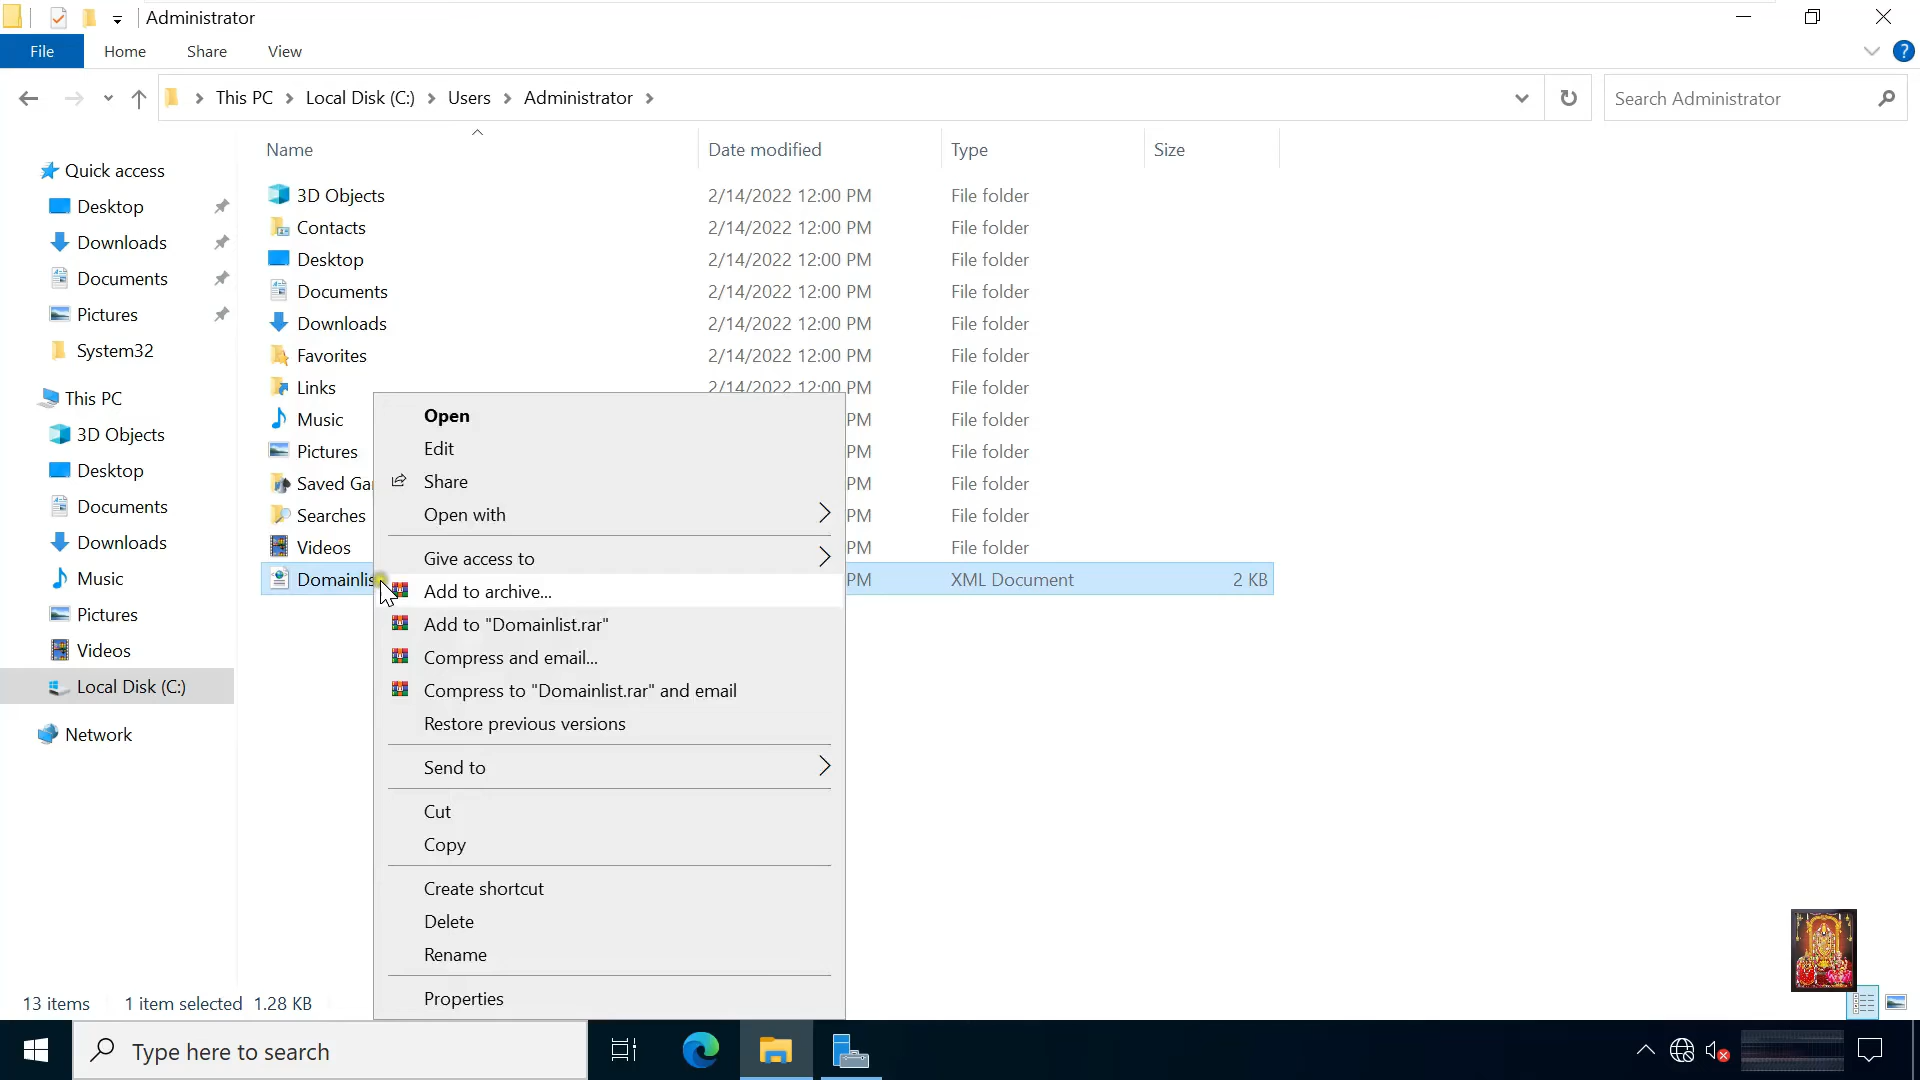 Administrator
File
Home
Share
View
This PC
Local Disk (C:)
Users
Administrator
Search Administrator
Name
Date modified
Type
Size
Quick access
Desktop
Downloads
Documents
Pictures
System32
This PC
3D Objects
Desktop
Documents
Downloads
Music
Pictures
Videos
Local Disk (C:)
Network
3D Objects 2/14/2022 12:00 PM File folder
Contacts 2/14/2022 12:00 PM File folder
Desktop 2/14/2022 12:00 PM File folder
Documents 2/14/2022 12:00 PM File folder
Downloads 2/14/2022 12:00 PM File folder
Favorites 2/14/2022 12:00 PM File folder
Links 2/14/2022 12:00 PM File folder
Music PM File folder
Pictures PM File folder
Saved Ga PM File folder
Searches PM File folder
Videos PM File folder
Domainlis PM XML Document 2 KB
Open
Edit
Share
Open with
Give access to
Add to archive...
Add to "Domainlist.rar"
Compress and email...
Compress to "Domainlist.rar" and email
Restore previous versions
Send to
Cut
Copy
Create shortcut
Delete
Rename
Properties
13 items
1 item selected 1.28 KB
Type here to search